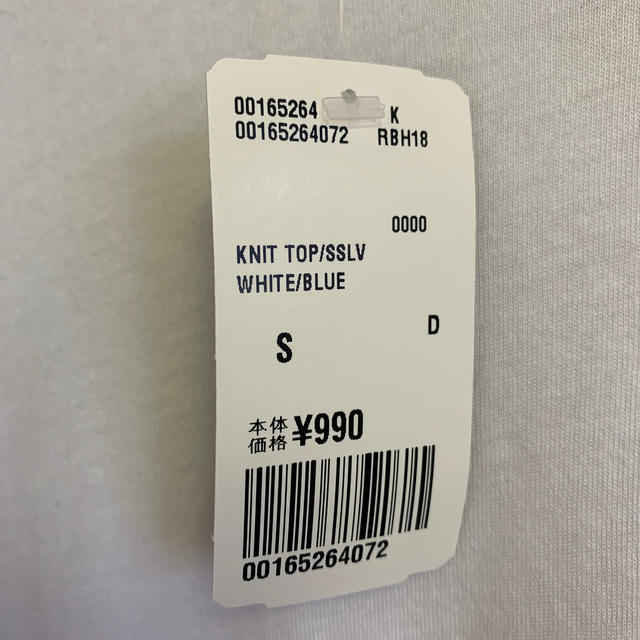 00165264 K
00165264072 RBH18
0000
KNIT TOP/SSLV
WHITE/BLUE
S D
本体
価格 ¥990
00165264072